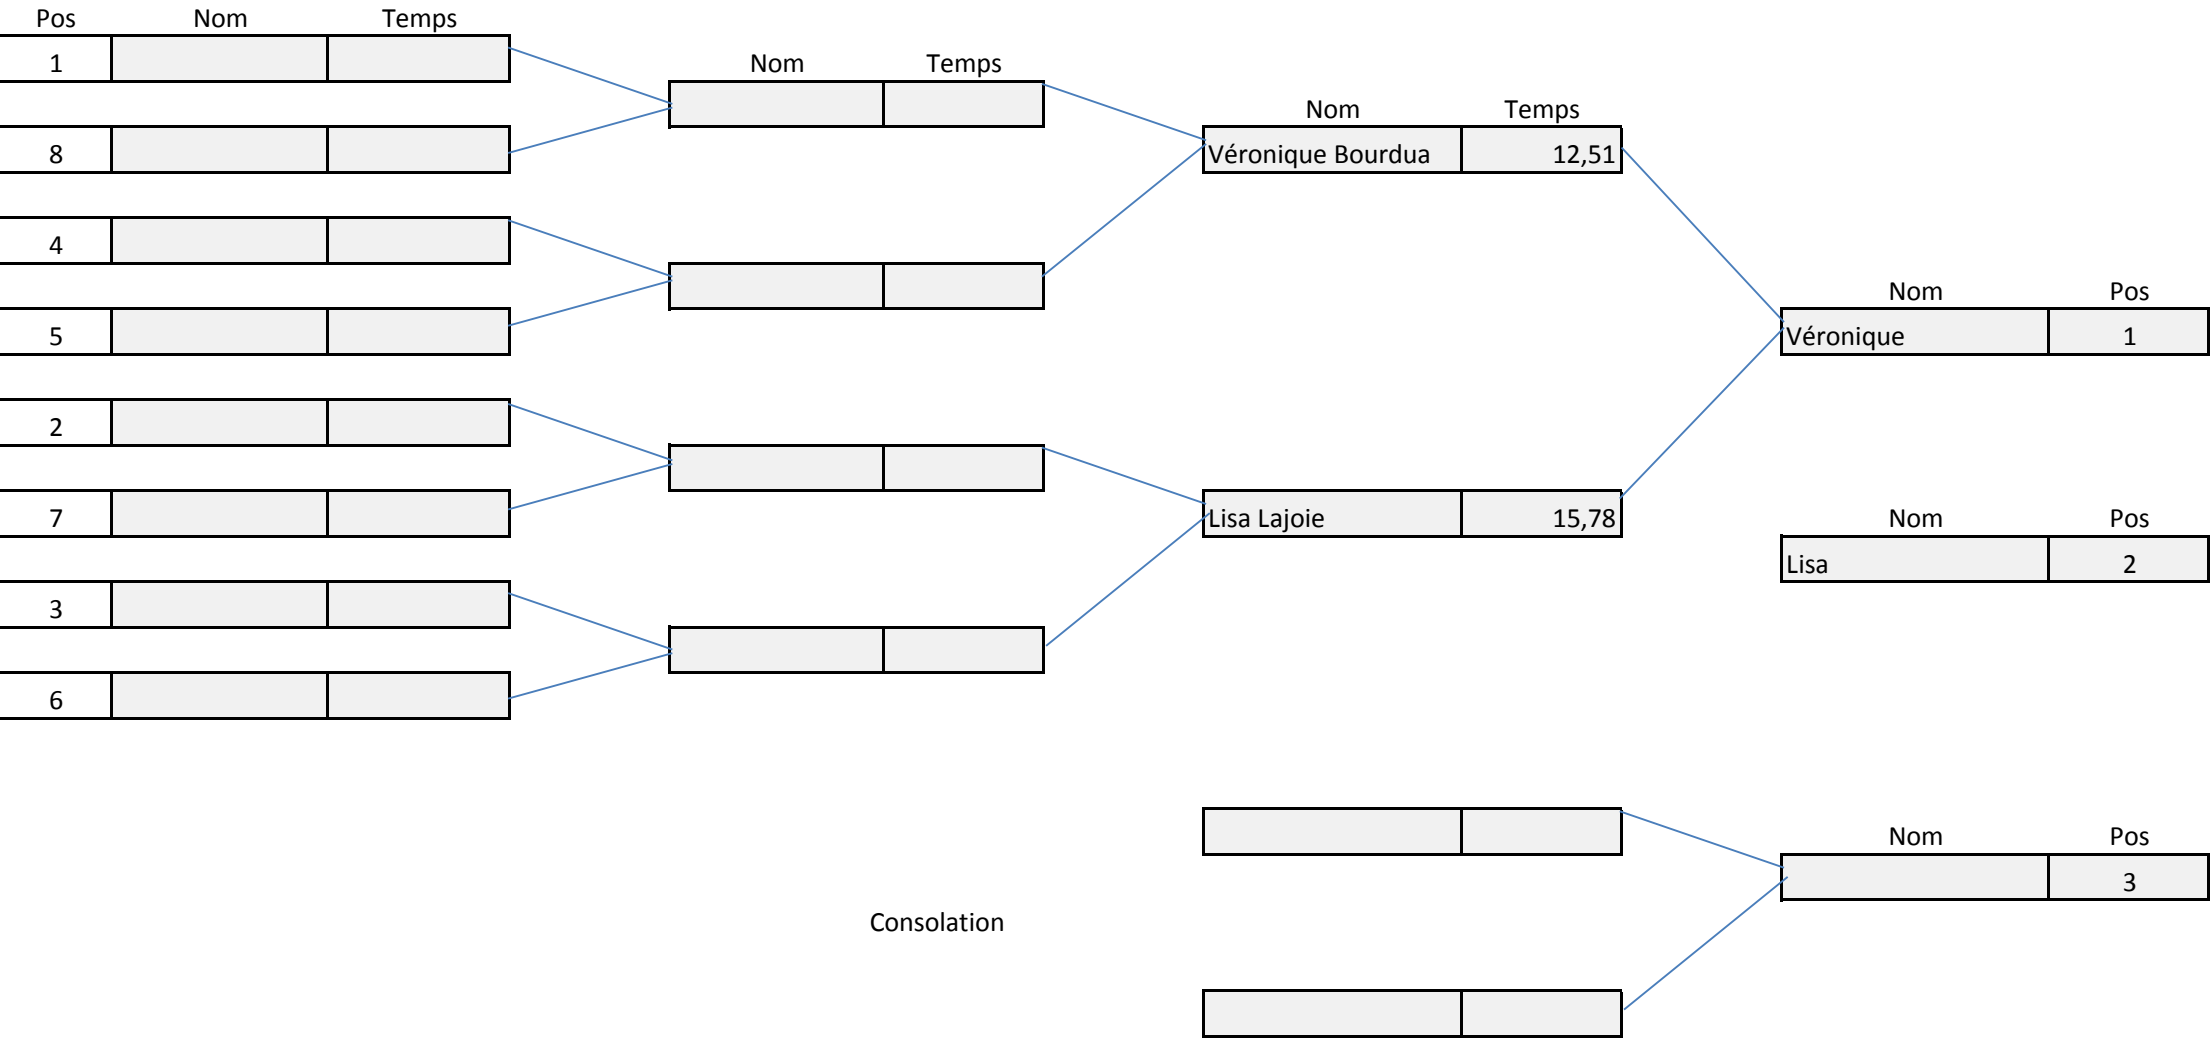 Pos Nom Temps
1
Nom Temps
Nom Temps
8
Véronique Bourdua 12,51
4
Nom Pos
5
Véronique 1
2
7
Lisa Lajoie 15,78
Nom Pos
Lisa 2
3
6
Nom Pos
3
Consolation